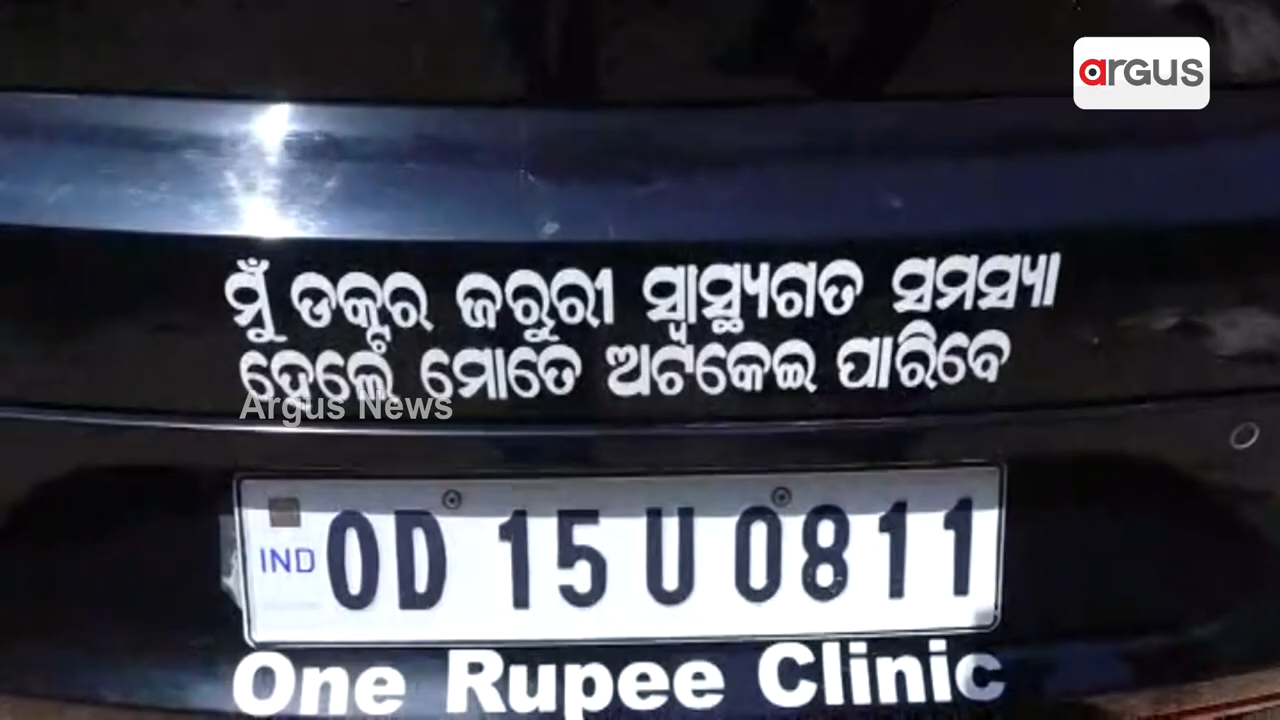 argus
ମୁଁ ଡକ୍ଟର ଜରୁରୀ ସ୍ୱାସ୍ଥ୍ୟଗତ ସମସ୍ୟା
ହେଲେ ମୋତେ ଅଟକେଇ ପାରିବେ
Argus News
IND
OD 15 U 0811
One Rupee Clinic